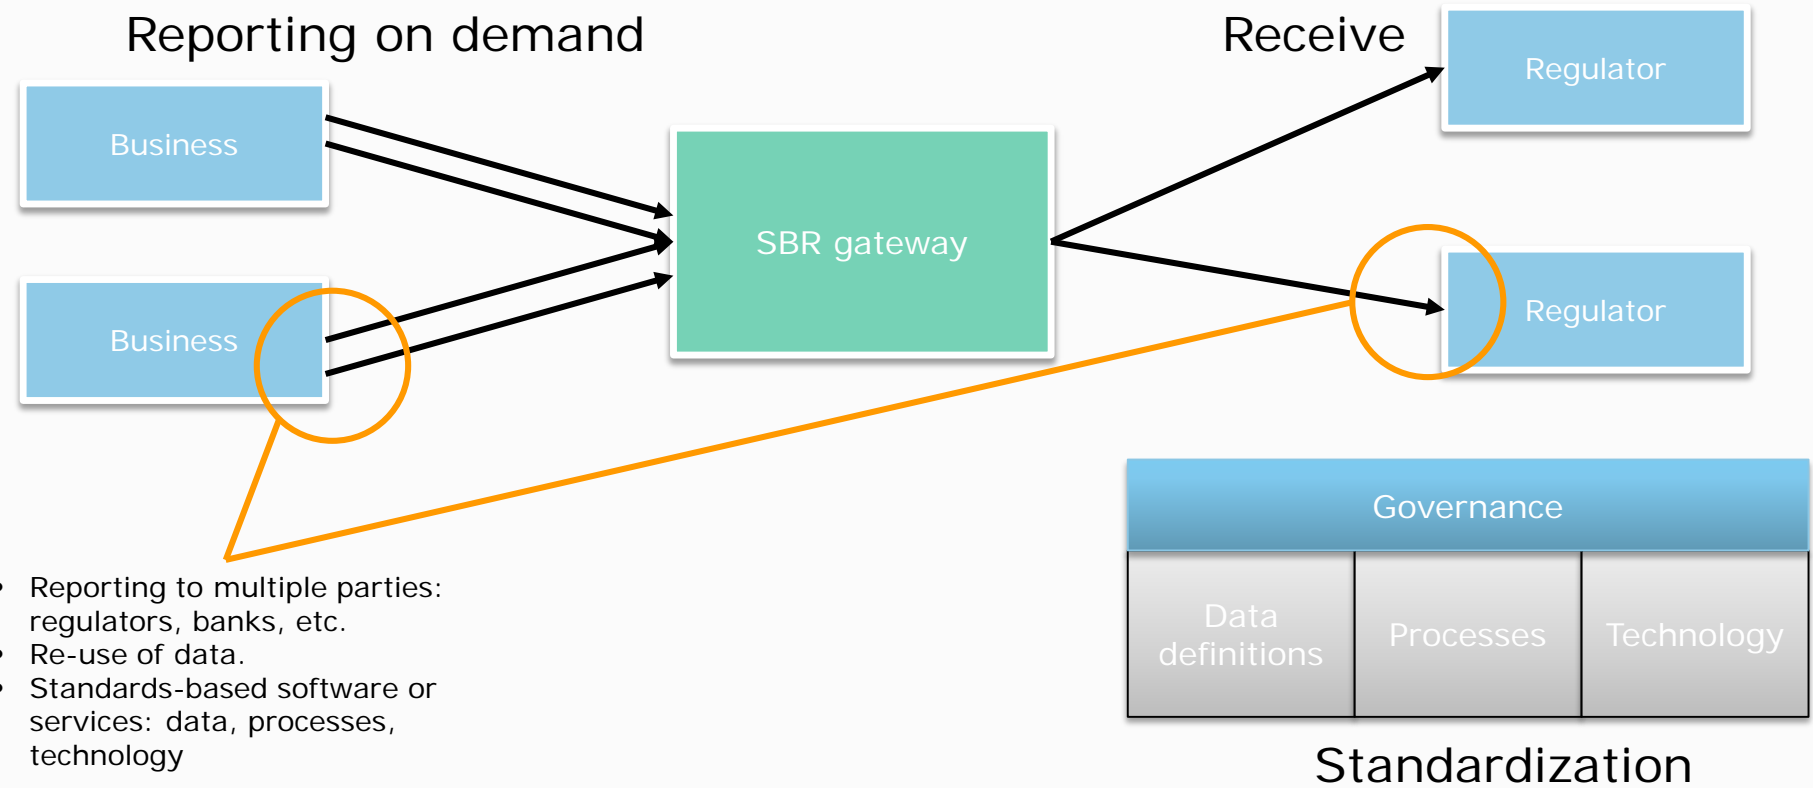 Reporting on demand
Receive
Regulator
Business
SBR gateway
Business
Regulator
Governance
Data
definitions
Processes
Technology
Standardization
• Reporting to multiple parties:
regulators, banks, etc.
• Re-use of data.
• Standards-based software or
services: data, processes,
technology